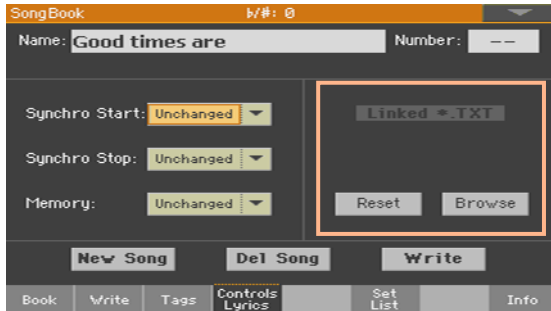 SongBook b/#: 0
Name: Good times are Number: --
Synchro Start: Unchanged Linked *.TXT
Synchro Stop: Unchanged
Memory: Unchanged Reset Browse
New Song Del Song Write
Book Write Tags Controls Lyrics Set List Info